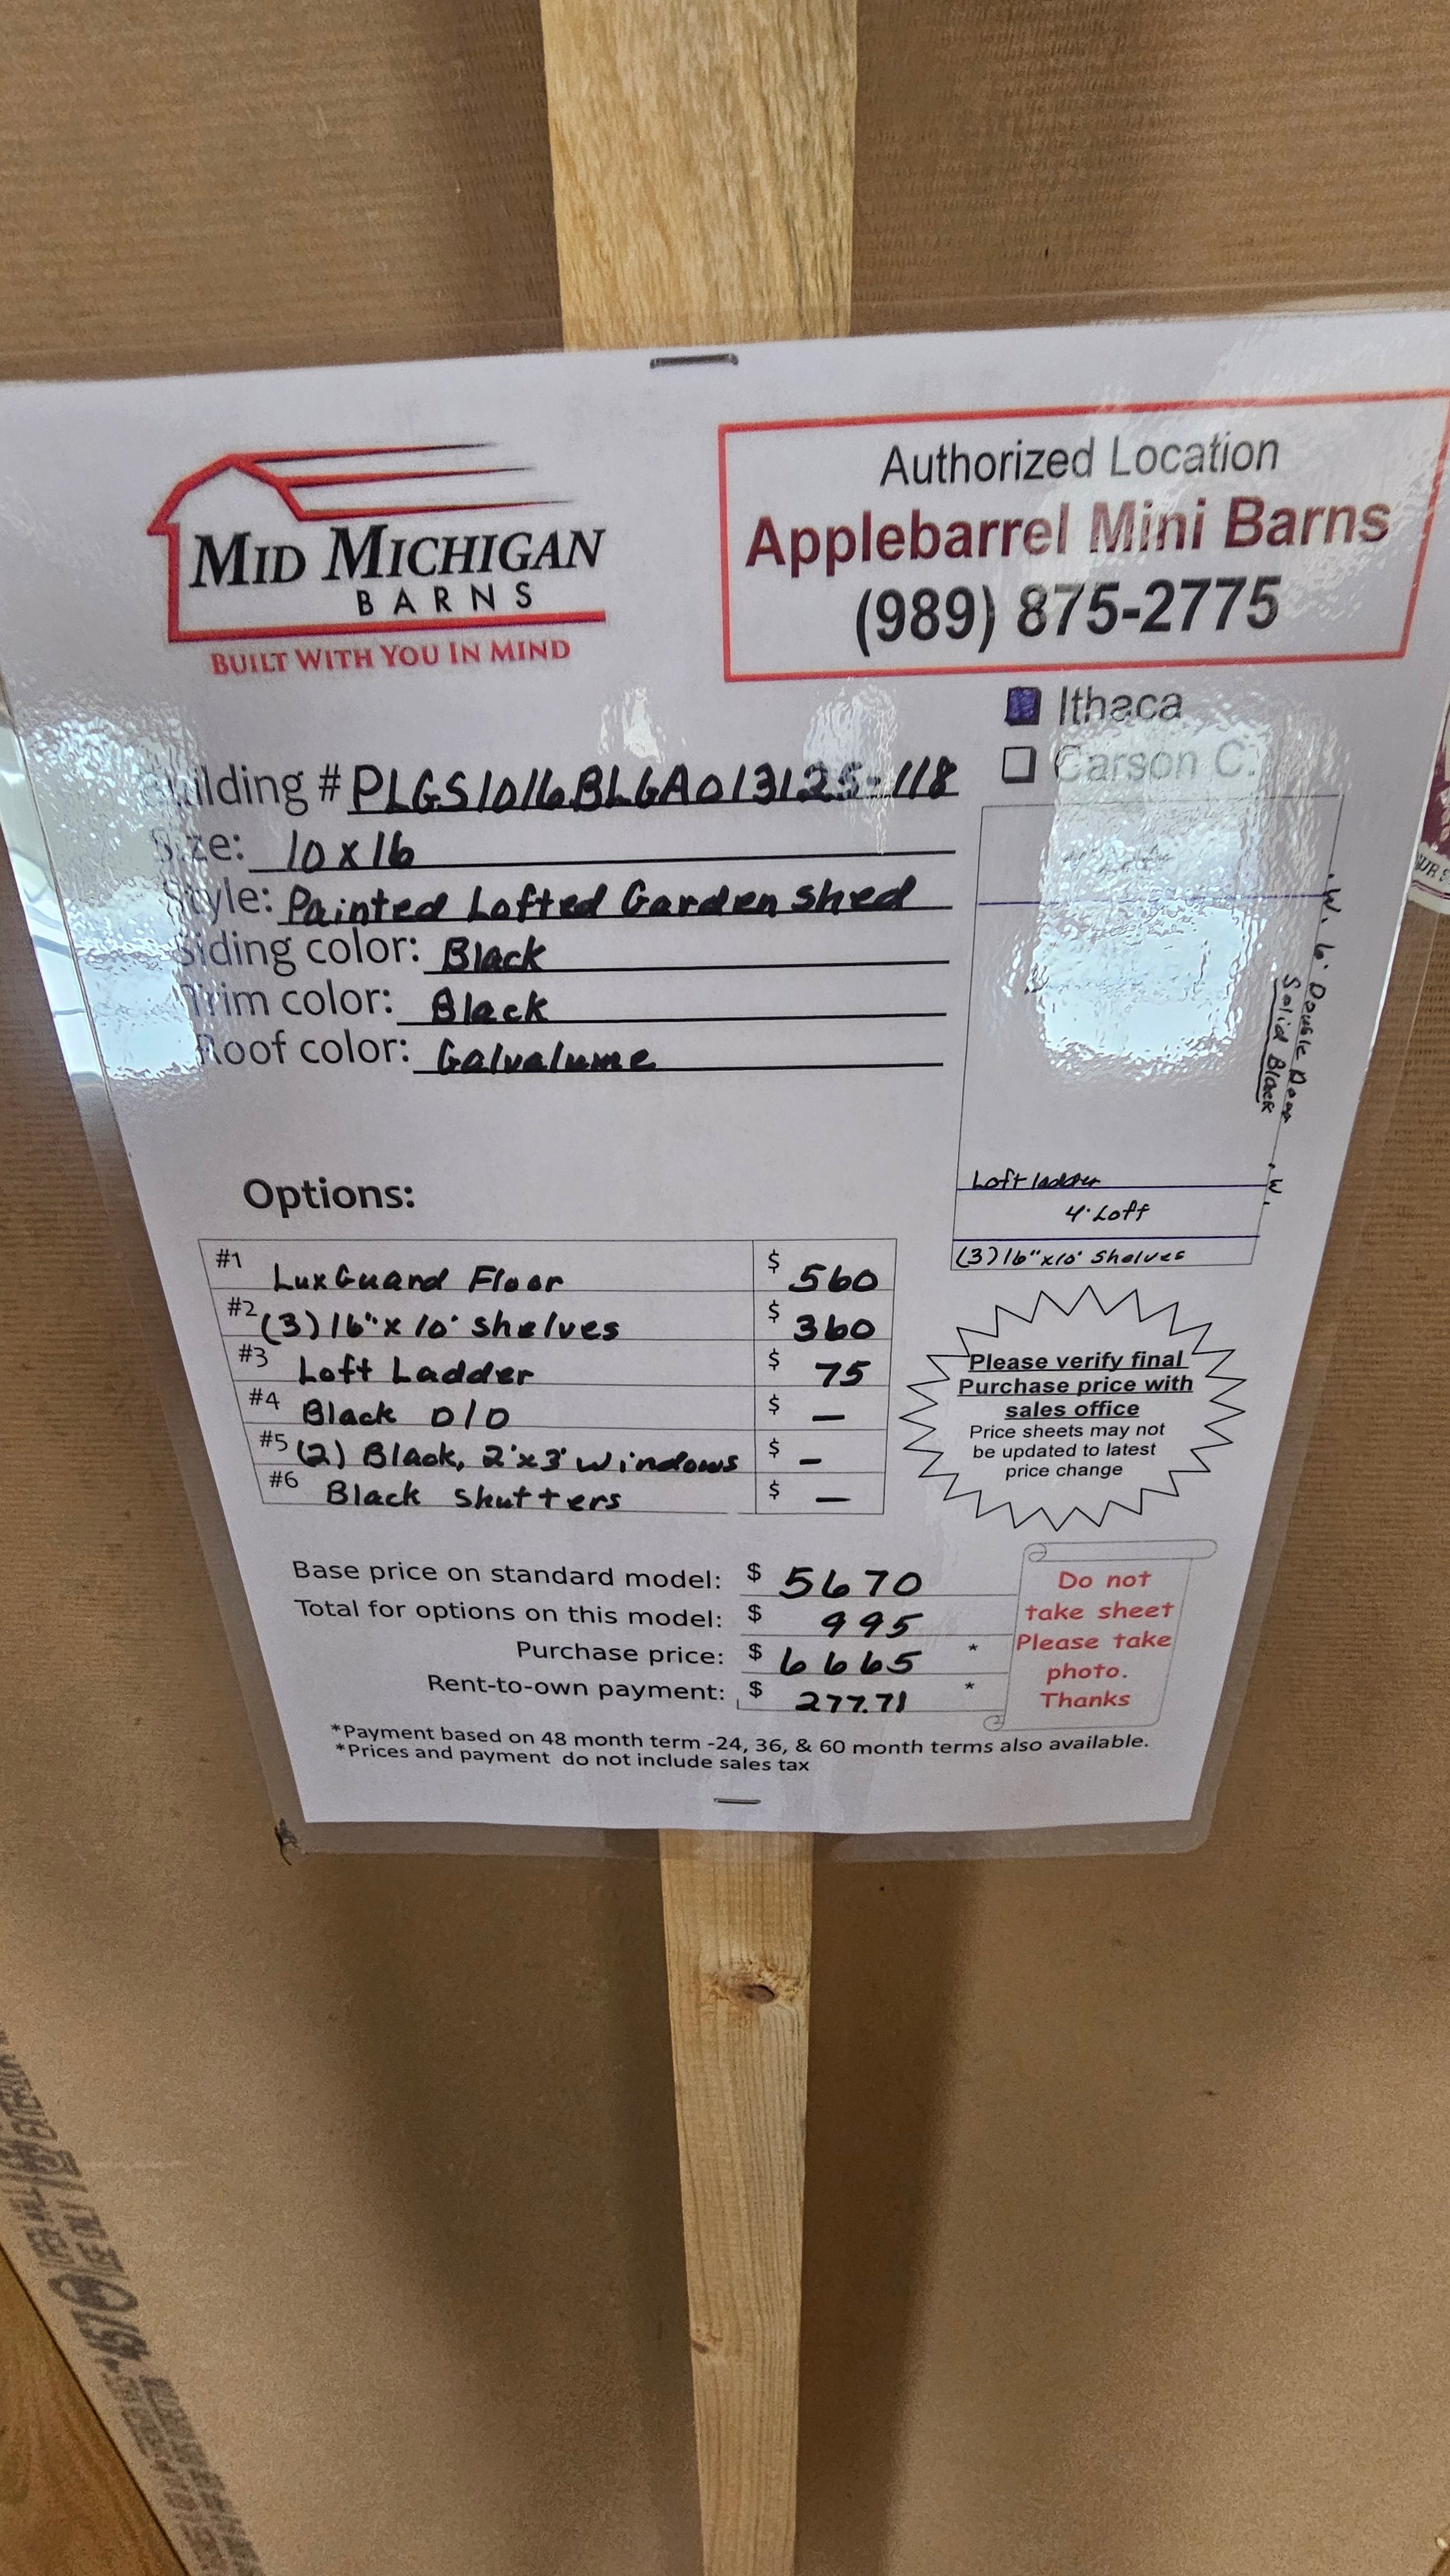 MID MICHIGAN
BARNS
BUILT WITH YOU IN MIND
Authorized Location
Applebarrel Mini Barns
(989) 875-2775
Ithaca
Carson C.
Building # PLGS1016BLGA013125-118
Size: 10x16
Style: Painted Lofted Garden Shed
Siding color: Black
Trim color: Black
Roof color: Galvalume
W. 6' Double Door W.
Solid Black
Loft ladder
4' Loft
(3) 16"x10' Shelves
Options:
#1 LuxGuard Floor $ 560
#2 (3) 16"x 10' shelves $ 360
#3 Loft Ladder $ 75
#4 Black D/D $ –
#5 (2) Black, 2'x3' windows $ –
#6 Black Shutters $ –
Please verify final
Purchase price with
sales office
Price sheets may not
be updated to latest
price change
Base price on standard model: $ 5670
Total for options on this model: $ 995
Purchase price: $ 6665 *
Rent-to-own payment: $ 277.71 *
Do not
take sheet
Please take
photo.
Thanks
*Payment based on 48 month term -24, 36, & 60 month terms also available.
*Prices and payment do not include sales tax